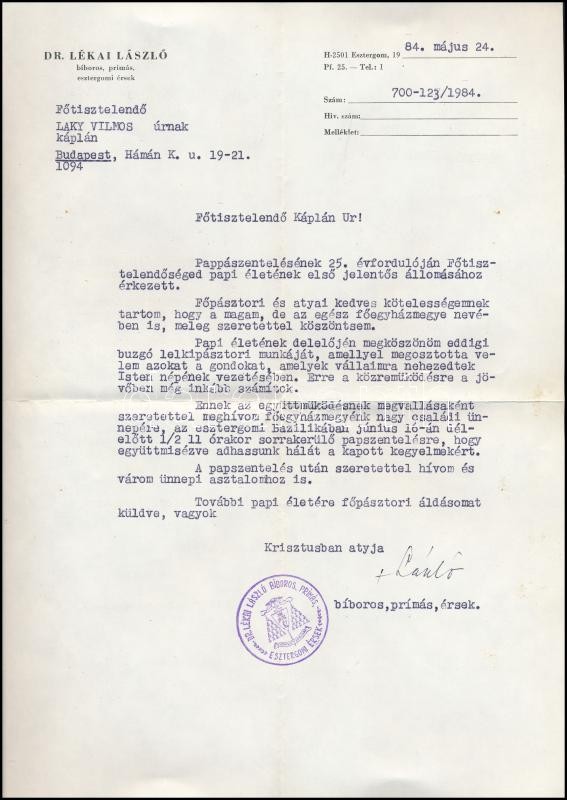 DR. LÉKAI LÁSZLÓ
bíboros, prímás,
esztergomi érsek
H-2501 Esztergom, 19 84. május 24.
Pf. 25. — Tel.: 1
Szám: 700-123/1984.
Hiv. szám:
Melléklet:
Főtisztelendő
LAKY VILMOS úrnak
káplán
Budapest, Hámán K. u. 19-21.
1094
Főtisztelendő Káplán Ur!
Pappászentelésének 25. évfordulóján Főtisz-
telendőséged papi életének első jelentős állomásához
érkezett.
Főpásztori és atyai kedves kötelességemnek
tartom, hogy a magam, de az egész főegyházmegye nevé-
ben is, meleg szeretettel köszöntsem.
Papi életének delelőjén megköszönöm eddigi
buzgó lelkipásztori munkáját, amellyel megosztotta ve-
lem azokat a gondokat, amelyek vállaimra nehezedtek
Isten népének vezetésében. Erre a közremüködésre a jö-
vőben még inkább számítok.
Ennek az együttmüködésnek megvallásaként
szeretettel meghívom főegyházmegyénk nagy családi ün-
nepére, az esztergomi Bazilikában június 10-án dél-
előtt 1/2 11 órakor sorrakerülő papszentelésre, hogy
együttmisézve adhassunk hálát a kapott kegyelmekért.
A papszentelés után szeretettel hívom és
várom ünnepi asztalomhoz is.
További papi életére főpásztori áldásomat
küldve, vagyok
Krisztusban atyja
+ László
bíboros,prímás,érsek.
DR. LÉKAI LÁSZLÓ BÍBOROS, PRÍMÁS,
ESZTERGOMI ÉRSEK